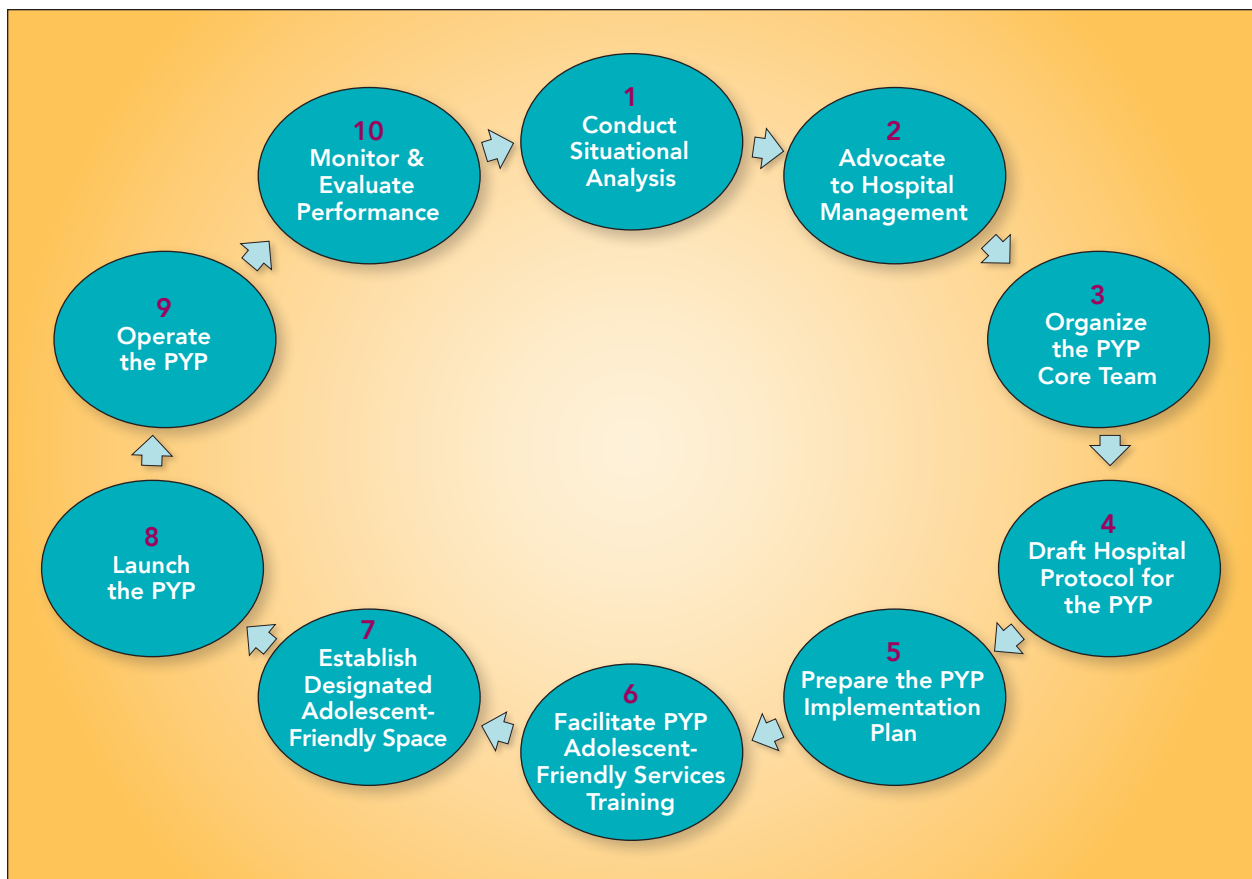 1
Conduct
Situational
Analysis
2
Advocate
to Hospital
Management
3
Organize
the PYP
Core Team
4
Draft Hospital
Protocol for
the PYP
5
Prepare the PYP
Implementation
Plan
6
Facilitate PYP
Adolescent-
Friendly Services
Training
7
Establish
Designated
Adolescent-
Friendly Space
8
Launch
the PYP
9
Operate
the PYP
10
Monitor &
Evaluate
Performance